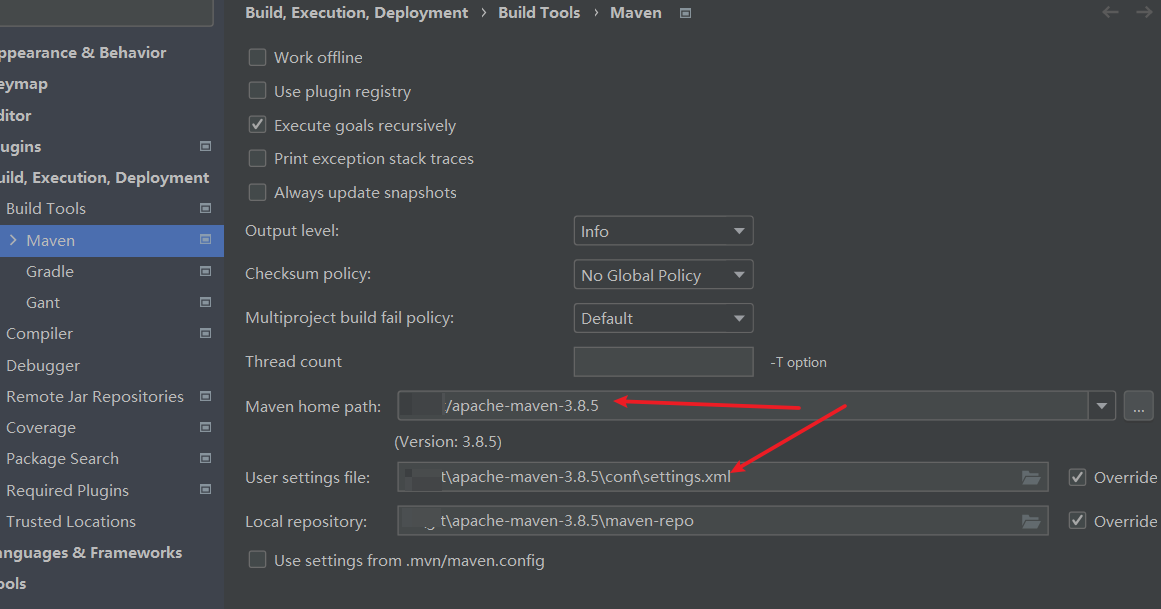 Build, Execution, Deployment › Build Tools › Maven
ppearance & Behavior
eymap
ditor
ugins
uild, Execution, Deployment
Build Tools
Maven
Gradle
Gant
Compiler
Debugger
Remote Jar Repositories
Coverage
Package Search
Required Plugins
Trusted Locations
anguages & Frameworks
ools
Work offline
Use plugin registry
Execute goals recursively
Print exception stack traces
Always update snapshots
Output level: Info
Checksum policy: No Global Policy
Multiproject build fail policy: Default
Thread count -T option
Maven home path: /apache-maven-3.8.5 ...
(Version: 3.8.5)
User settings file: t\apache-maven-3.8.5\conf\settings.xml Override
Local repository: t\apache-maven-3.8.5\maven-repo Override
Use settings from .mvn/maven.config